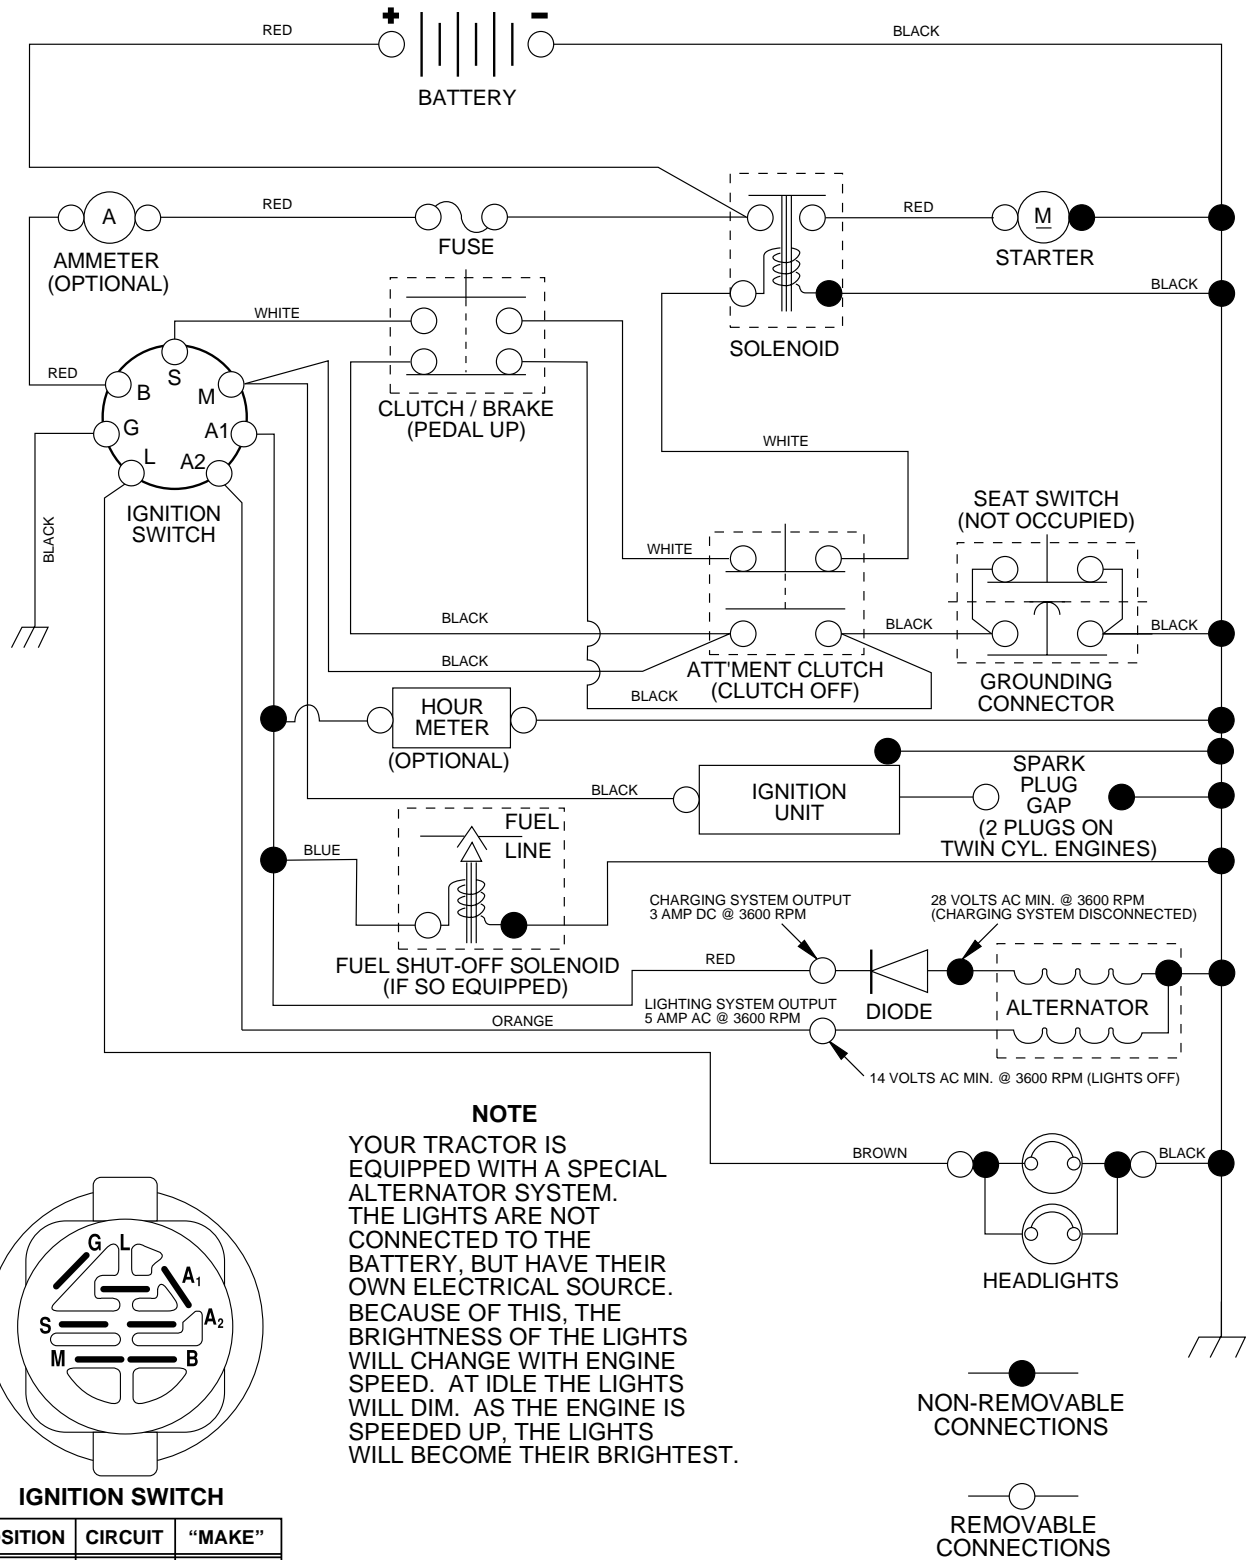 RED
+
−
BLACK
BATTERY
RED
A
AMMETER
(OPTIONAL)
FUSE
RED
M
STARTER
BLACK
SOLENOID
WHITE
RED
S
B
M
G
A1
L
A2
IGNITION
SWITCH
CLUTCH / BRAKE
(PEDAL UP)
WHITE
BLACK
SEAT SWITCH
(NOT OCCUPIED)
WHITE
BLACK
BLACK
BLACK
BLACK
ATT'MENT CLUTCH
(CLUTCH OFF)
BLACK
GROUNDING
CONNECTOR
HOUR
METER
(OPTIONAL)
BLACK
IGNITION
UNIT
SPARK
PLUG
GAP
(2 PLUGS ON
TWIN CYL. ENGINES)
FUEL
LINE
BLUE
FUEL SHUT-OFF SOLENOID
(IF SO EQUIPPED)
CHARGING SYSTEM OUTPUT
3 AMP DC @ 3600 RPM
28 VOLTS AC MIN. @ 3600 RPM
(CHARGING SYSTEM DISCONNECTED)
RED
DIODE
ALTERNATOR
LIGHTING SYSTEM OUTPUT
5 AMP AC @ 3600 RPM
ORANGE
14 VOLTS AC MIN. @ 3600 RPM (LIGHTS OFF)
NOTE
YOUR TRACTOR IS
EQUIPPED WITH A SPECIAL
ALTERNATOR SYSTEM.
THE LIGHTS ARE NOT
CONNECTED TO THE
BATTERY, BUT HAVE THEIR
OWN ELECTRICAL SOURCE.
BECAUSE OF THIS, THE
BRIGHTNESS OF THE LIGHTS
WILL CHANGE WITH ENGINE
SPEED. AT IDLE THE LIGHTS
WILL DIM. AS THE ENGINE IS
SPEEDED UP, THE LIGHTS
WILL BECOME THEIR BRIGHTEST.
BROWN
BLACK
HEADLIGHTS
G L
A1
S
A2
M
B
IGNITION SWITCH
CIRCUIT "MAKE"
NON-REMOVABLE
CONNECTIONS
REMOVABLE
CONNECTIONS